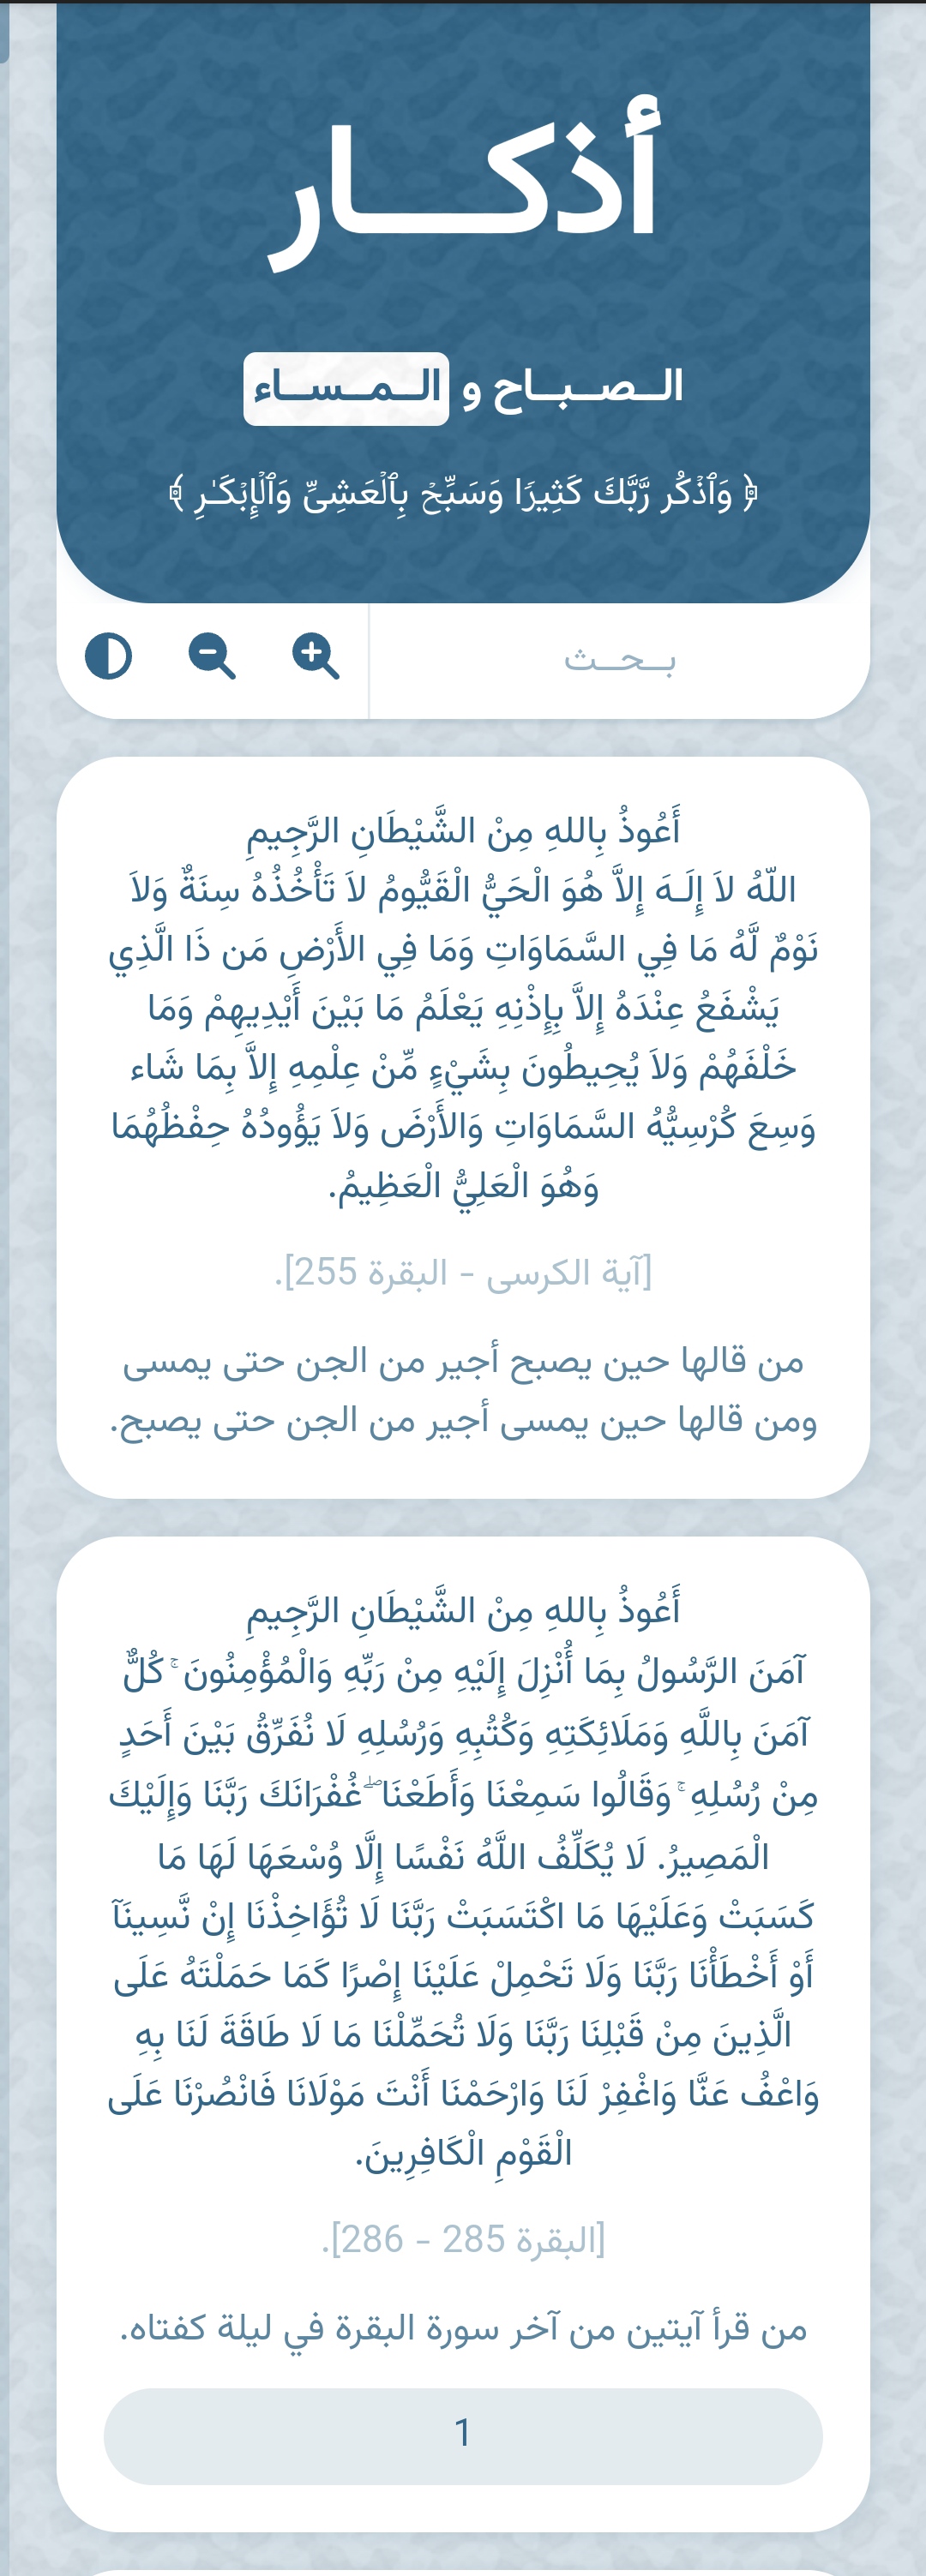 أذكـــار
الــصــبــاح و الــمــســاء
﴿ وَٱذْكُر رَّبَّكَ كَثِيرًا وَسَبِّحْ بِٱلْعَشِىِّ وَٱلْإِبْكَـٰرِ ﴾
بــحــث
أَعُوذُ بِاللهِ مِنْ الشَّيْطَانِ الرَّجِيمِ
اللّهُ لاَ إِلَـهَ إِلاَّ هُوَ الْحَيُّ الْقَيُّومُ لاَ تَأْخُذُهُ سِنَةٌ وَلاَ
نَوْمٌ لَّهُ مَا فِي السَّمَاوَاتِ وَمَا فِي الأَرْضِ مَن ذَا الَّذِي
يَشْفَعُ عِنْدَهُ إِلاَّ بِإِذْنِهِ يَعْلَمُ مَا بَيْنَ أَيْدِيهِمْ وَمَا
خَلْفَهُمْ وَلاَ يُحِيطُونَ بِشَيْءٍ مِّنْ عِلْمِهِ إِلاَّ بِمَا شَاء
وَسِعَ كُرْسِيُّهُ السَّمَاوَاتِ وَالأَرْضَ وَلاَ يَؤُودُهُ حِفْظُهُمَا
وَهُوَ الْعَلِيُّ الْعَظِيمُ.
[آية الكرسى - البقرة 255].
من قالها حين يصبح أجير من الجن حتى يمسى
ومن قالها حين يمسى أجير من الجن حتى يصبح.
أَعُوذُ بِاللهِ مِنْ الشَّيْطَانِ الرَّجِيمِ
آمَنَ الرَّسُولُ بِمَا أُنْزِلَ إِلَيْهِ مِنْ رَبِّهِ وَالْمُؤْمِنُونَ ۚ كُلٌّ
آمَنَ بِاللَّهِ وَمَلَائِكَتِهِ وَكُتُبِهِ وَرُسُلِهِ لَا نُفَرِّقُ بَيْنَ أَحَدٍ
مِنْ رُسُلِهِ ۚ وَقَالُوا سَمِعْنَا وَأَطَعْنَا ۖ غُفْرَانَكَ رَبَّنَا وَإِلَيْكَ
الْمَصِيرُ. لَا يُكَلِّفُ اللَّهُ نَفْسًا إِلَّا وُسْعَهَا لَهَا مَا
كَسَبَتْ وَعَلَيْهَا مَا اكْتَسَبَتْ رَبَّنَا لَا تُؤَاخِذْنَا إِنْ نَّسِينَآ
أَوْ أَخْطَأْنَا رَبَّنَا وَلَا تَحْمِلْ عَلَيْنَا إِصْرًا كَمَا حَمَلْتَهُ عَلَى
الَّذِينَ مِنْ قَبْلِنَا رَبَّنَا وَلَا تُحَمِّلْنَا مَا لَا طَاقَةَ لَنَا بِهِ
وَاعْفُ عَنَّا وَاغْفِرْ لَنَا وَارْحَمْنَا أَنْتَ مَوْلَانَا فَانْصُرْنَا عَلَى
الْقَوْمِ الْكَافِرِينَ.
[البقرة 285 - 286].
من قرأ آيتين من آخر سورة البقرة في ليلة كفتاه.
1